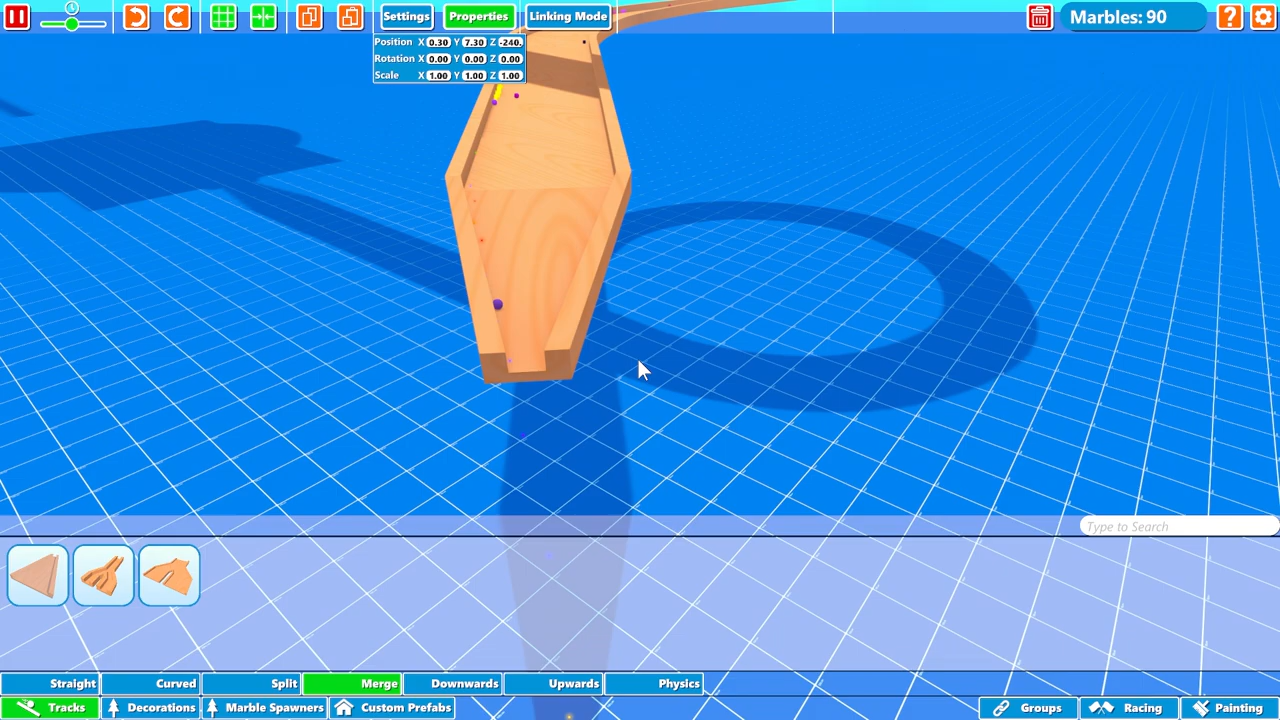 Settings
Properties
Linking Mode
Marbles: 90
Position X 0.30 Y 7.30 Z -240.
Rotation X 0.00 Y 0.00 Z 0.00
Scale X 1.00 Y 1.00 Z 1.00
Type to Search
Straight
Curved
Split
Merge
Downwards
Upwards
Physics
Tracks
Decorations
Marble Spawners
Custom Prefabs
Groups
Racing
Painting